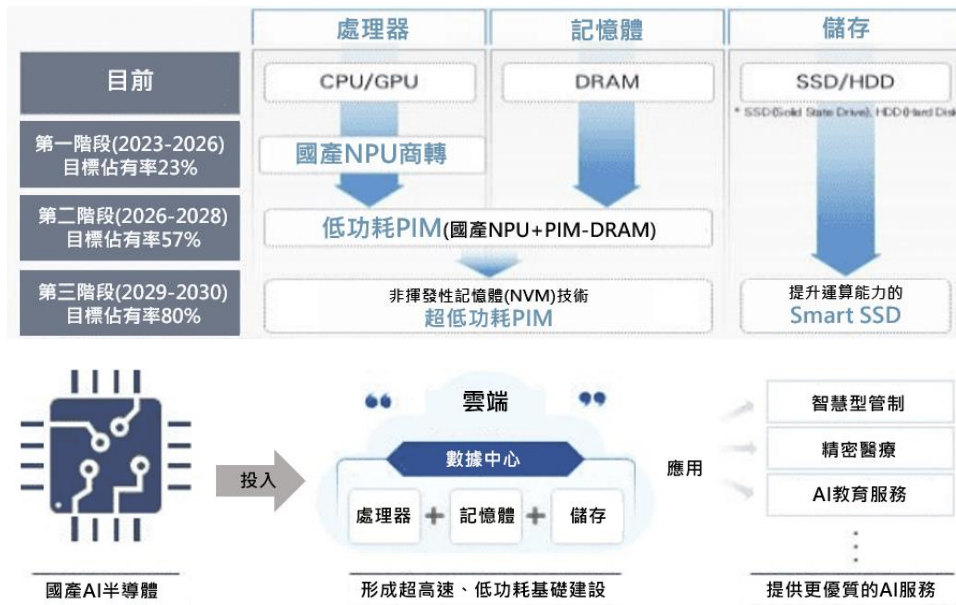 處理器 記憶體 儲存
目前 CPU/GPU DRAM SSD/HDD
* SSD(Solid State Drive), HDD(Hard Disk
第一階段(2023-2026)
目標佔有率23%
國產NPU商轉
第二階段(2026-2028)
目標佔有率57%
低功耗PIM(國產NPU+PIM-DRAM)
第三階段(2029-2030)
目標佔有率80%
非揮發性記憶體(NVM)技術
超低功耗PIM
提升運算能力的
Smart SSD
投入
國產AI半導體
❝ 雲端 ❞
數據中心
處理器 + 記憶體 + 儲存
形成超高速、低功耗基礎建設
應用
智慧型管制
精密醫療
AI教育服務
⋮
提供更優質的AI服務